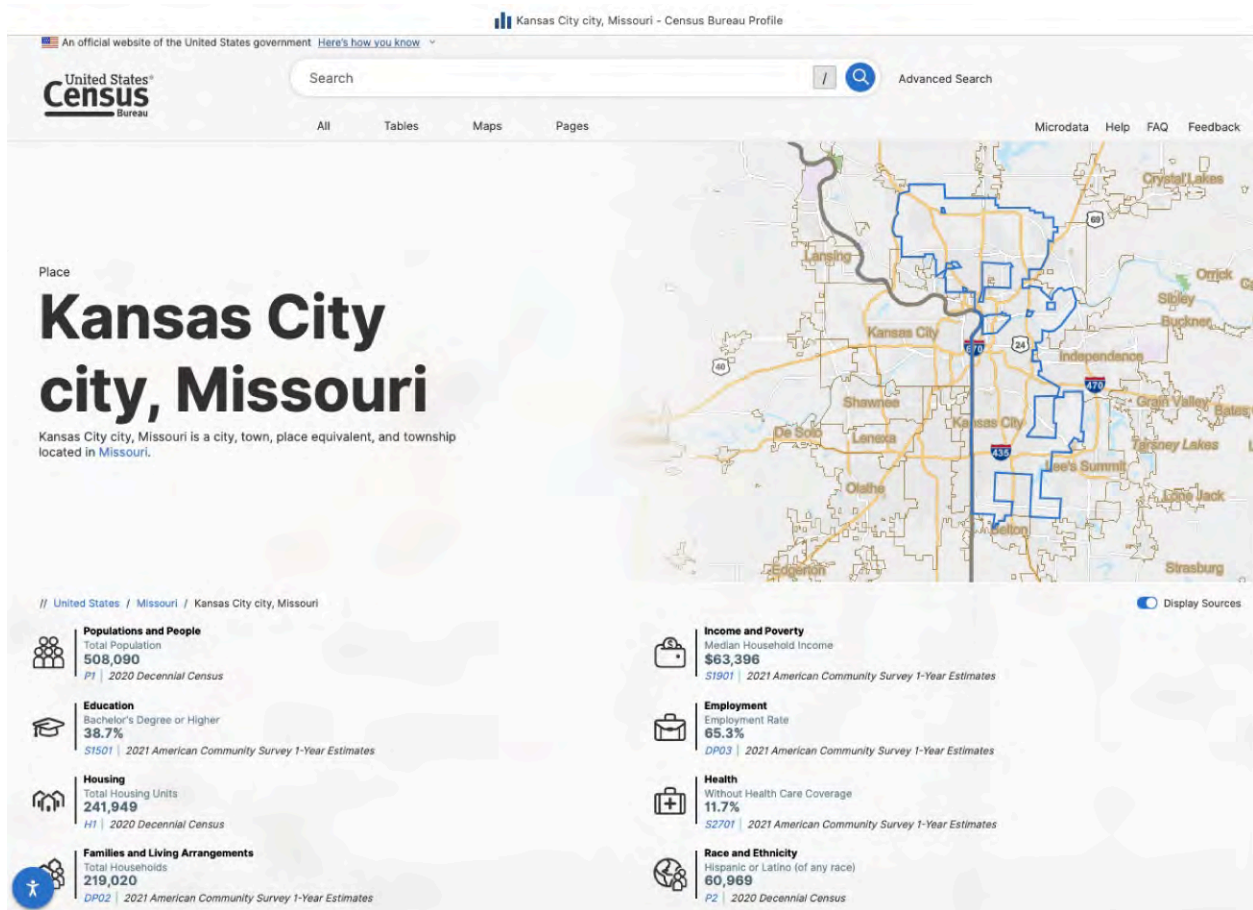 Kansas City city, Missouri - Census Bureau Profile
An official website of the United States government Here's how you know
United States®
Census
Bureau
Search
/
Advanced Search
All Tables Maps Pages
Microdata Help FAQ Feedback
Crystal Lakes
69
Lansing
Orrick
Sibley
Buckner
Kansas City
670
24
Independence
40
470
Grain Valley
Bates
Shawnee
Kansas City
De Soto
Lenexa
435
Tarsney Lakes
Lee's Summit
Olathe
Lone Jack
Belton
Edgerton
Strasburg
Place
Kansas City
city, Missouri
Kansas City city, Missouri is a city, town, place equivalent, and township
located in Missouri.
// United States / Missouri / Kansas City city, Missouri
Display Sources
Populations and People
Total Population
508,090
P1 | 2020 Decennial Census
Income and Poverty
Median Household Income
$63,396
S1901 | 2021 American Community Survey 1-Year Estimates
Education
Bachelor's Degree or Higher
38.7%
S1501 | 2021 American Community Survey 1-Year Estimates
Employment
Employment Rate
65.3%
DP03 | 2021 American Community Survey 1-Year Estimates
Housing
Total Housing Units
241,949
H1 | 2020 Decennial Census
Health
Without Health Care Coverage
11.7%
S2701 | 2021 American Community Survey 1-Year Estimates
Families and Living Arrangements
Total Households
219,020
DP02 | 2021 American Community Survey 1-Year Estimates
Race and Ethnicity
Hispanic or Latino (of any race)
60,969
P2 | 2020 Decennial Census